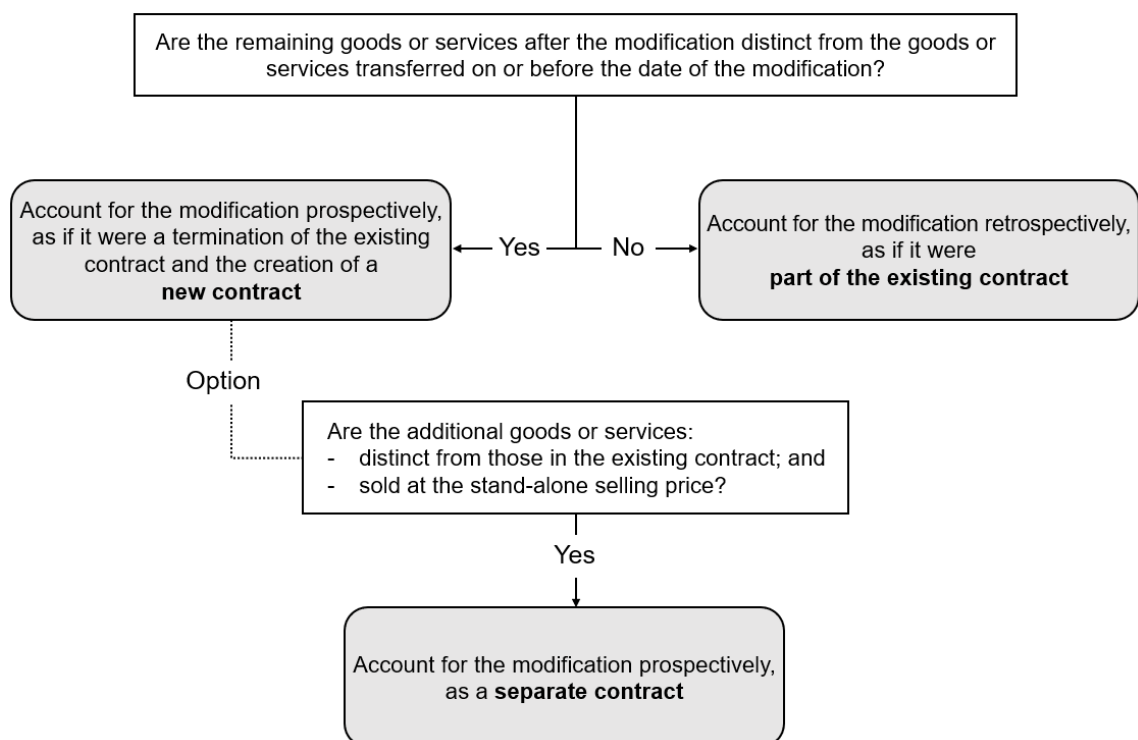 Are the remaining goods or services after the modification distinct from the goods or
services transferred on or before the date of the modification?
Account for the modification prospectively,
as if it were a termination of the existing
contract and the creation of a
new contract
Yes
No
Account for the modification retrospectively,
as if it were
part of the existing contract
Option
Are the additional goods or services:
- distinct from those in the existing contract; and
- sold at the stand-alone selling price?
Yes
Account for the modification prospectively,
as a separate contract